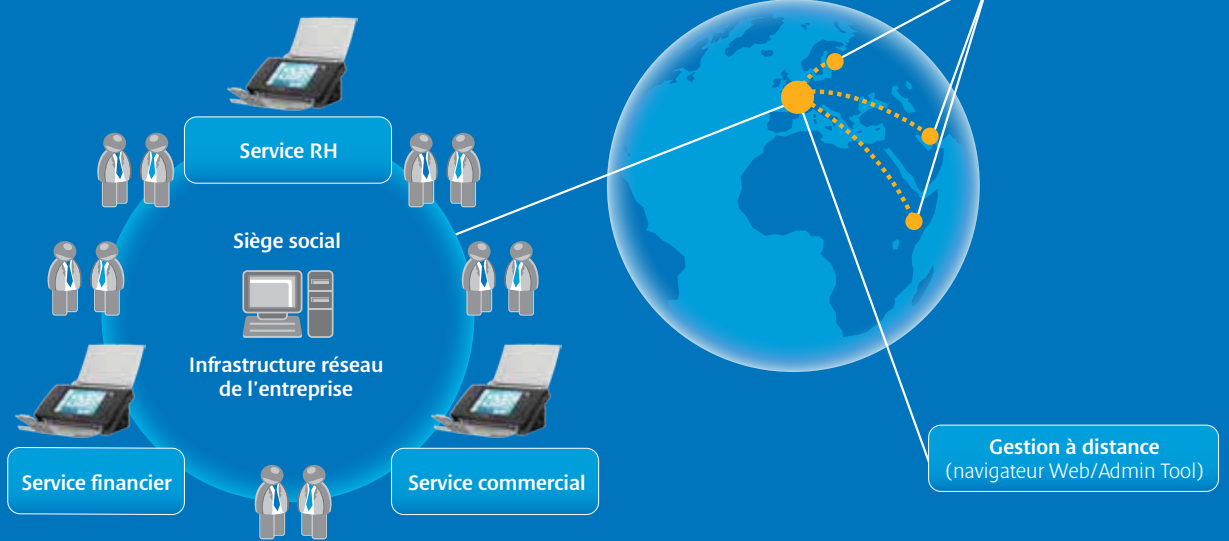 Service RH
Siège social
Infrastructure réseau
de l'entreprise
Service financier
Service commercial
Gestion à distance
(navigateur Web/Admin Tool)